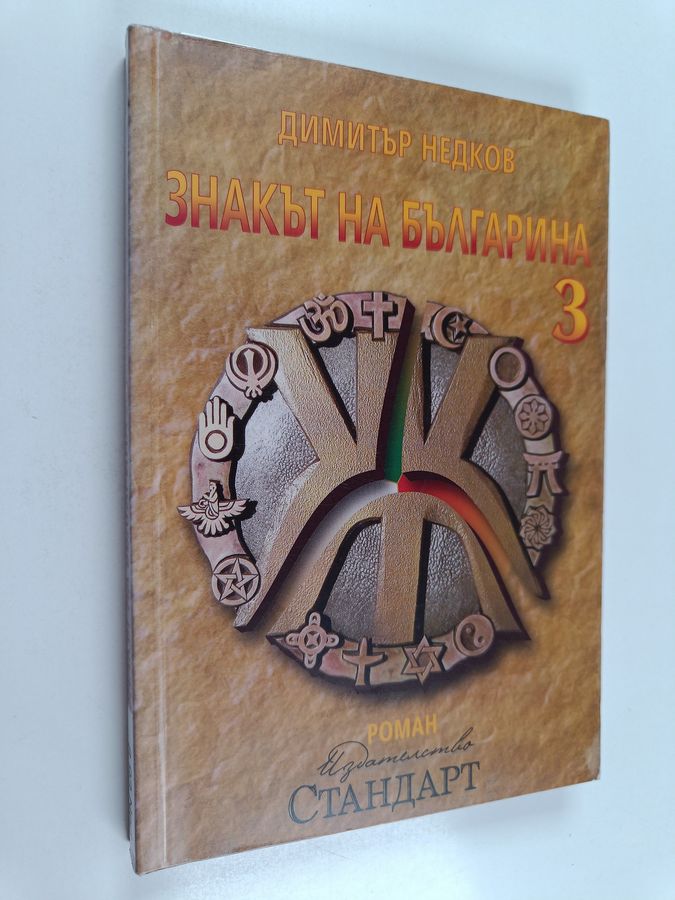 ДИМИТЪР НЕДКОВ
ЗНАКЪТ НА БЪЛГАРИНА
3
РОМАН
Издателство
СТАНДАРТ